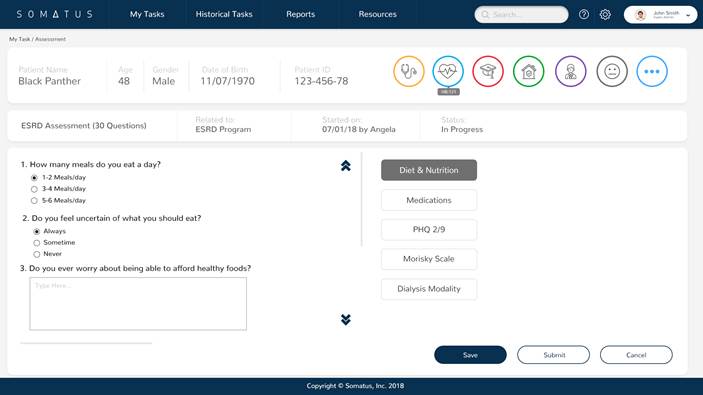 SOMATUS
My Tasks
Historical Tasks
Reports
Resources
Search...
John Smith
My Task / Assessment
Patient Name
Black Panther
Age
48
Gender
Male
Date of Birth
11/07/1970
Patient ID
123-456-78
ESRD Assessment (30 Questions)
Related to:
ESRD Program
Started on:
07/01/18 by Angela
Status:
In Progress
1. How many meals do you eat a day?
1-2 Meals/day
3-4 Meals/day
5-6 Meals/day
2. Do you feel uncertain of what you should eat?
Always
Sometime
Never
3. Do you ever worry about being able to afford healthy foods?
Type Here...
Diet & Nutrition
Medications
PHQ 2/9
Morisky Scale
Dialysis Modality
Save
Submit
Cancel
Copyright © Somatus, Inc. 2018